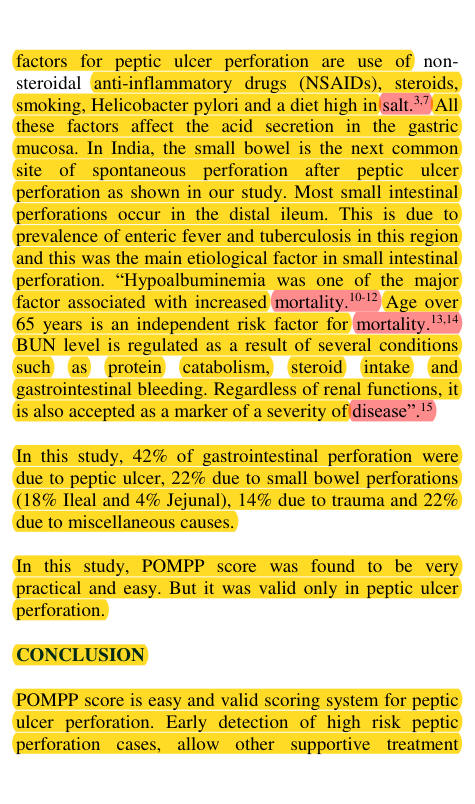 factors for peptic ulcer perforation are use of non-
steroidal anti-inflammatory drugs (NSAIDs), steroids,
smoking, Helicobacter pylori and a diet high in salt.3,7 All
these factors affect the acid secretion in the gastric
mucosa. In India, the small bowel is the next common
site of spontaneous perforation after peptic ulcer
perforation as shown in our study. Most small intestinal
perforations occur in the distal ileum. This is due to
prevalence of enteric fever and tuberculosis in this region
and this was the main etiological factor in small intestinal
perforation. “Hypoalbuminemia was one of the major
factor associated with increased mortality.10-12 Age over
65 years is an independent risk factor for mortality.13,14
BUN level is regulated as a result of several conditions
such as protein catabolism, steroid intake and
gastrointestinal bleeding. Regardless of renal functions, it
is also accepted as a marker of a severity of disease”.15
In this study, 42% of gastrointestinal perforation were
due to peptic ulcer, 22% due to small bowel perforations
(18% Ileal and 4% Jejunal), 14% due to trauma and 22%
due to miscellaneous causes.
In this study, POMPP score was found to be very
practical and easy. But it was valid only in peptic ulcer
perforation.
CONCLUSION
POMPP score is easy and valid scoring system for peptic
ulcer perforation. Early detection of high risk peptic
perforation cases, allow other supportive treatment